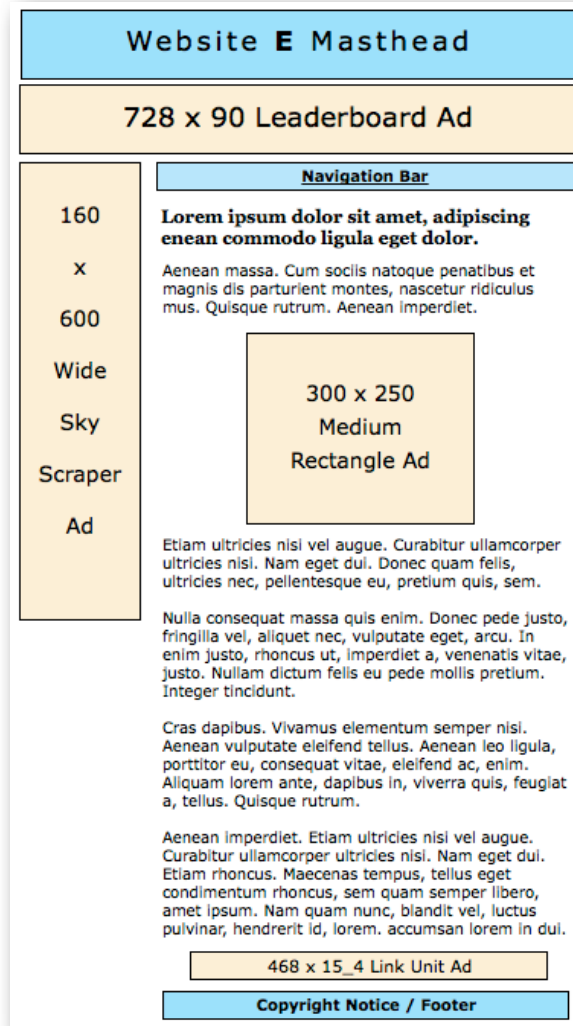 Website E Masthead
728 x 90 Leaderboard Ad
160
x
600
Wide
Sky
Scraper
Ad
Navigation Bar
Lorem ipsum dolor sit amet, adipiscing
enean commodo ligula eget dolor.
Aenean massa. Cum sociis natoque penatibus et
magnis dis parturient montes, nascetur ridiculus
mus. Quisque rutrum. Aenean imperdiet.
300 x 250
Medium
Rectangle Ad
Etiam ultricies nisi vel augue. Curabitur ullamcorper
ultricies nisi. Nam eget dui. Donec quam felis,
ultricies nec, pellentesque eu, pretium quis, sem.
Nulla consequat massa quis enim. Donec pede justo,
fringilla vel, aliquet nec, vulputate eget, arcu. In
enim justo, rhoncus ut, imperdiet a, venenatis vitae,
justo. Nullam dictum felis eu pede mollis pretium.
Integer tincidunt.
Cras dapibus. Vivamus elementum semper nisi.
Aenean vulputate eleifend tellus. Aenean leo ligula,
porttitor eu, consequat vitae, eleifend ac, enim.
Aliquam lorem ante, dapibus in, viverra quis, feugiat
a, tellus. Quisque rutrum.
Aenean imperdiet. Etiam ultricies nisi vel augue.
Curabitur ullamcorper ultricies nisi. Nam eget dui.
Etiam rhoncus. Maecenas tempus, tellus eget
condimentum rhoncus, sem quam semper libero,
amet ipsum. Nam quam nunc, blandit vel, luctus
pulvinar, hendrerit id, lorem. accumsan lorem in dui.
468 x 15_4 Link Unit Ad
Copyright Notice / Footer